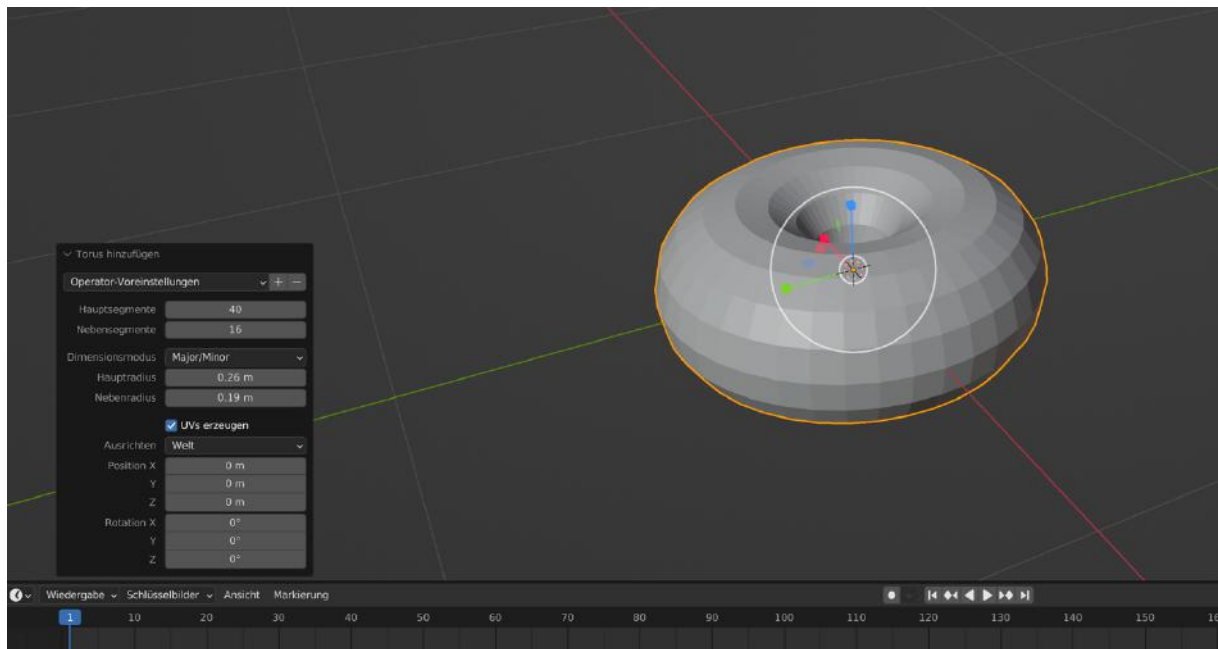 Torus hinzufügen
Operator-Voreinstellungen
Hauptsegmente 40
Nebensegmente 16
Dimensionsmodus Major/Minor
Hauptradius 0.26 m
Nebenradius 0.19 m
UVs erzeugen
Ausrichten Welt
Position X 0 m
Y 0 m
Z 0 m
Rotation X 0°
Y 0°
Z 0°
Wiedergabe Schlüsselbilder Ansicht Markierung
1 10 20 30 40 50 60 70 80 90 100 110 120 130 140 150